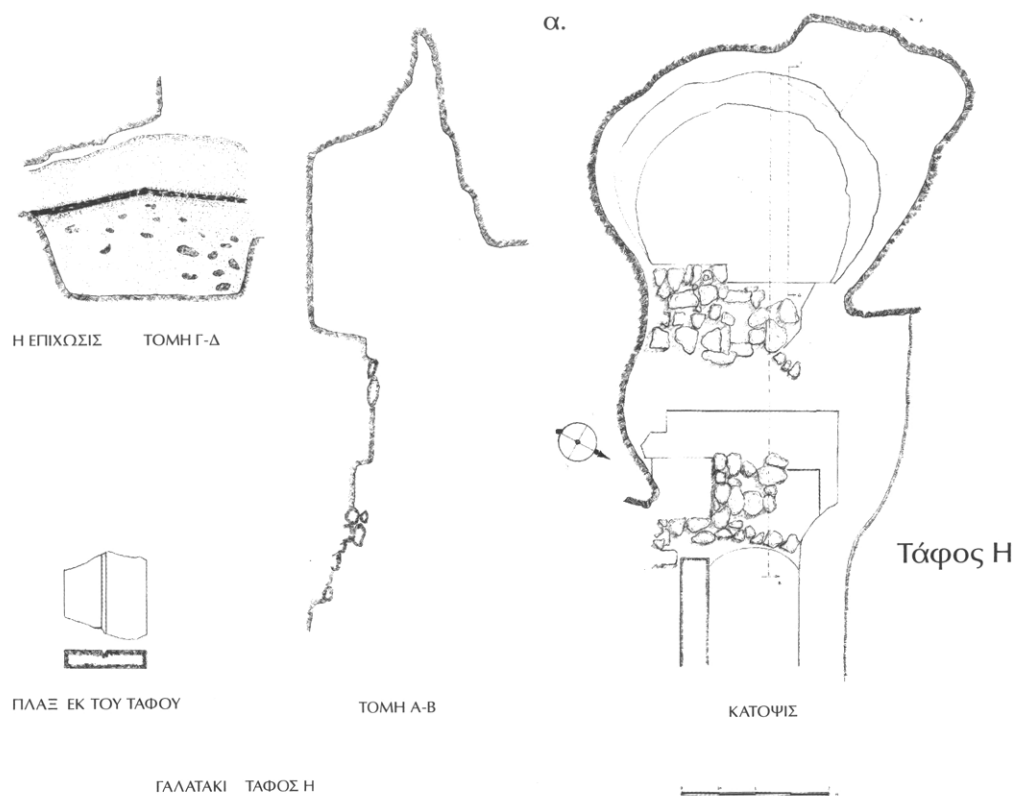 α.
Η ΕΠΙΧΩΣΙΣ ΤΟΜΗ Γ-Δ
Τάφος Η
ΠΛΑΞ ΕΚ ΤΟΥ ΤΑΦΟΥ
ΤΟΜΗ Α-Β
ΚΑΤΟΨΙΣ
ΓΑΛΑΤΑΚΙ ΤΑΦΟΣ Η